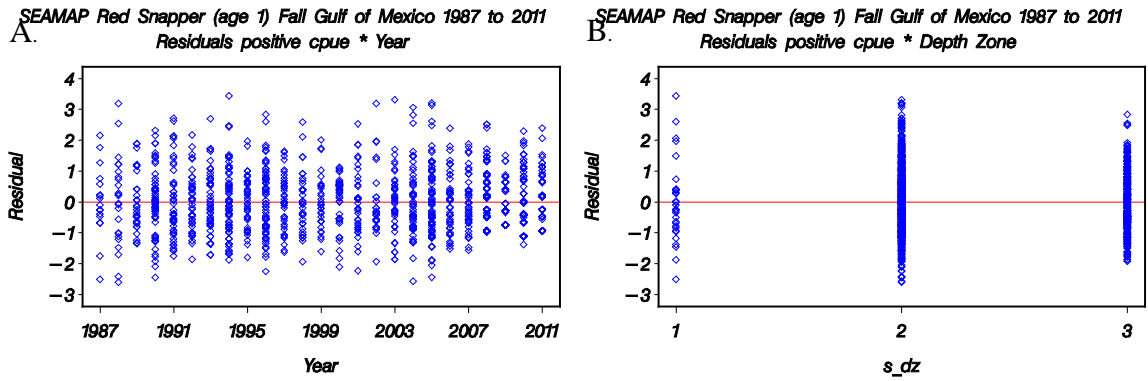 SEAMAP Red Snapper (age 1) Fall Gulf of Mexico 1987 to 2011
A.
Residuals positive cpue * Year
4
3
2
1
0
−1
−2
−3
Residual
1987 1991 1995 1999 2003 2007 2011
Year
SEAMAP Red Snapper (age 1) Fall Gulf of Mexico 1987 to 2011
B.
Residuals positive cpue * Depth Zone
4
3
2
1
0
−1
−2
−3
Residual
1 2 3
s_dz